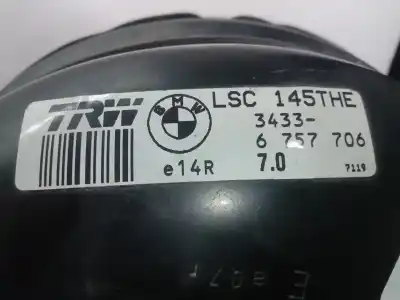 TRW
BMW
LSC 145THE
3433-
6 757 706
e14R 7.0 7119